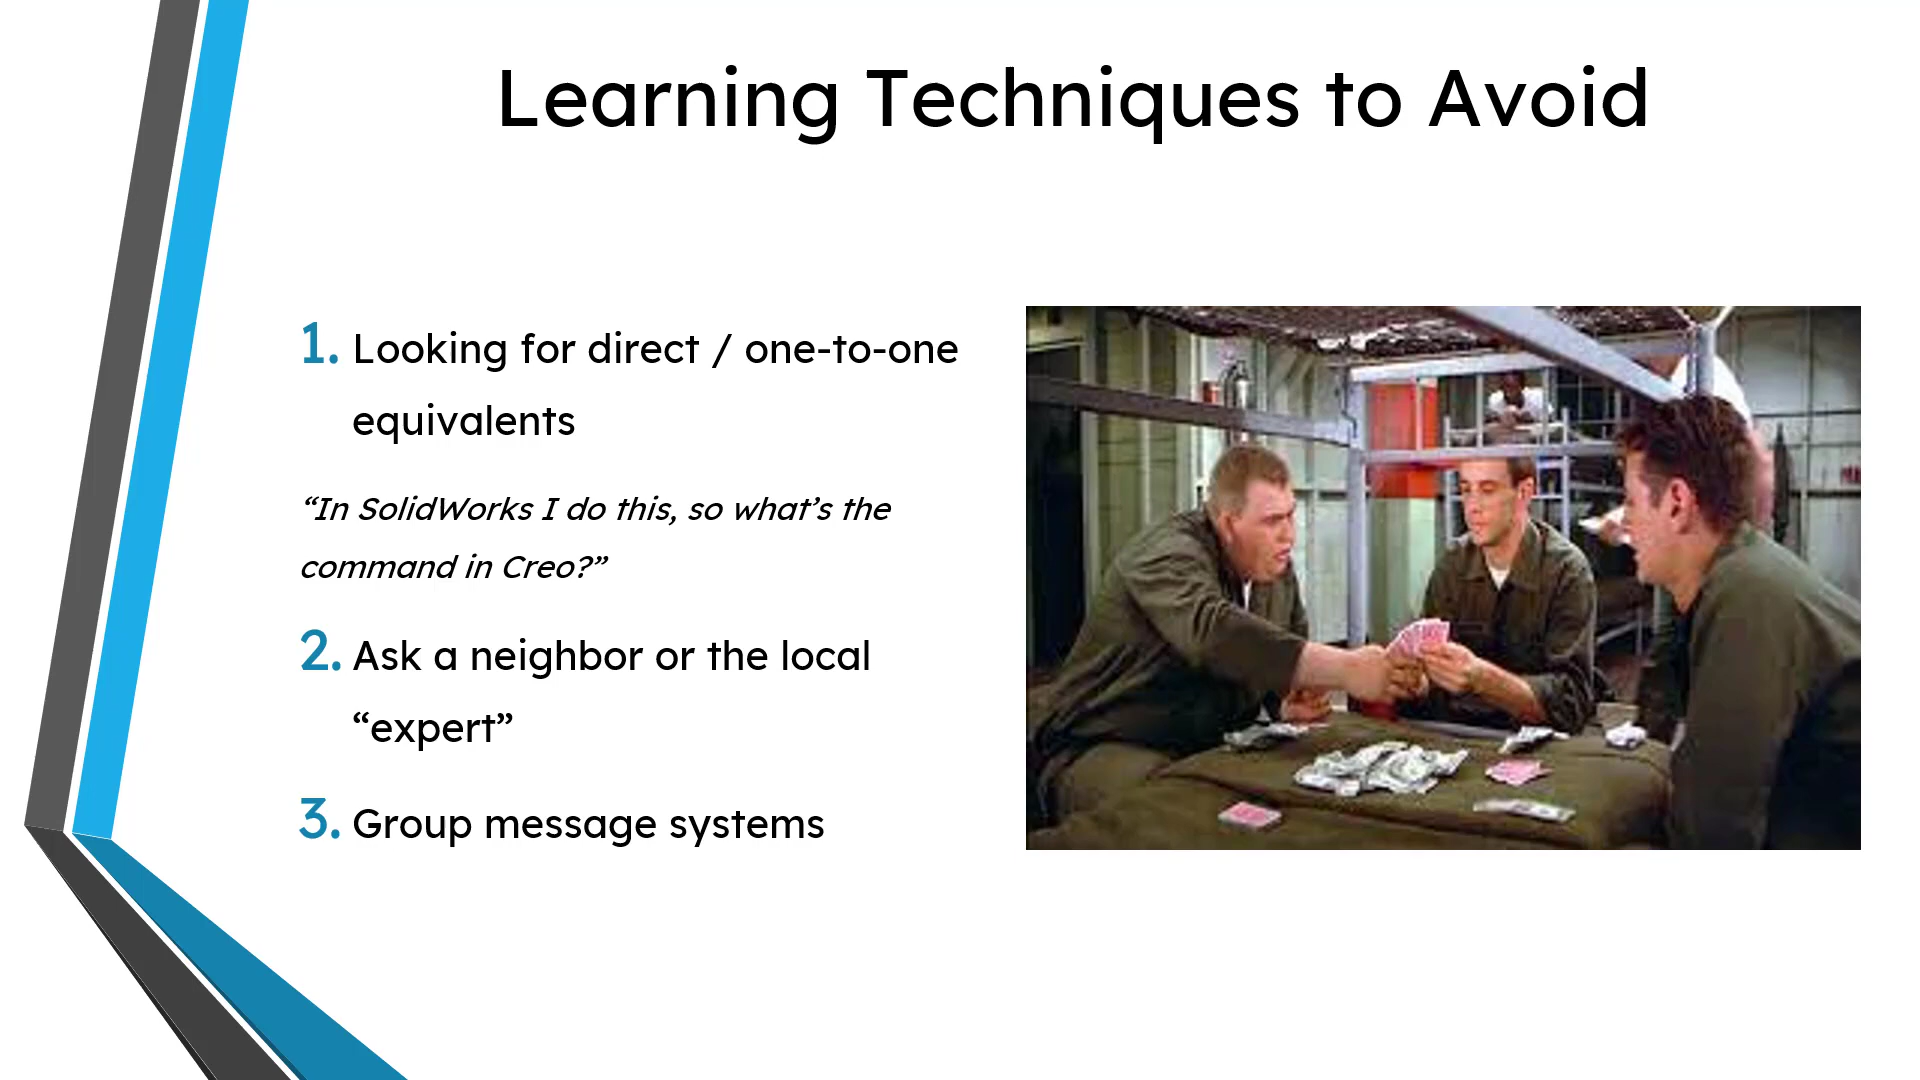 Learning Techniques to Avoid
1. Looking for direct / one-to-one
equivalents
“In SolidWorks I do this, so what’s the
command in Creo?”
2. Ask a neighbor or the local
“expert”
3. Group message systems